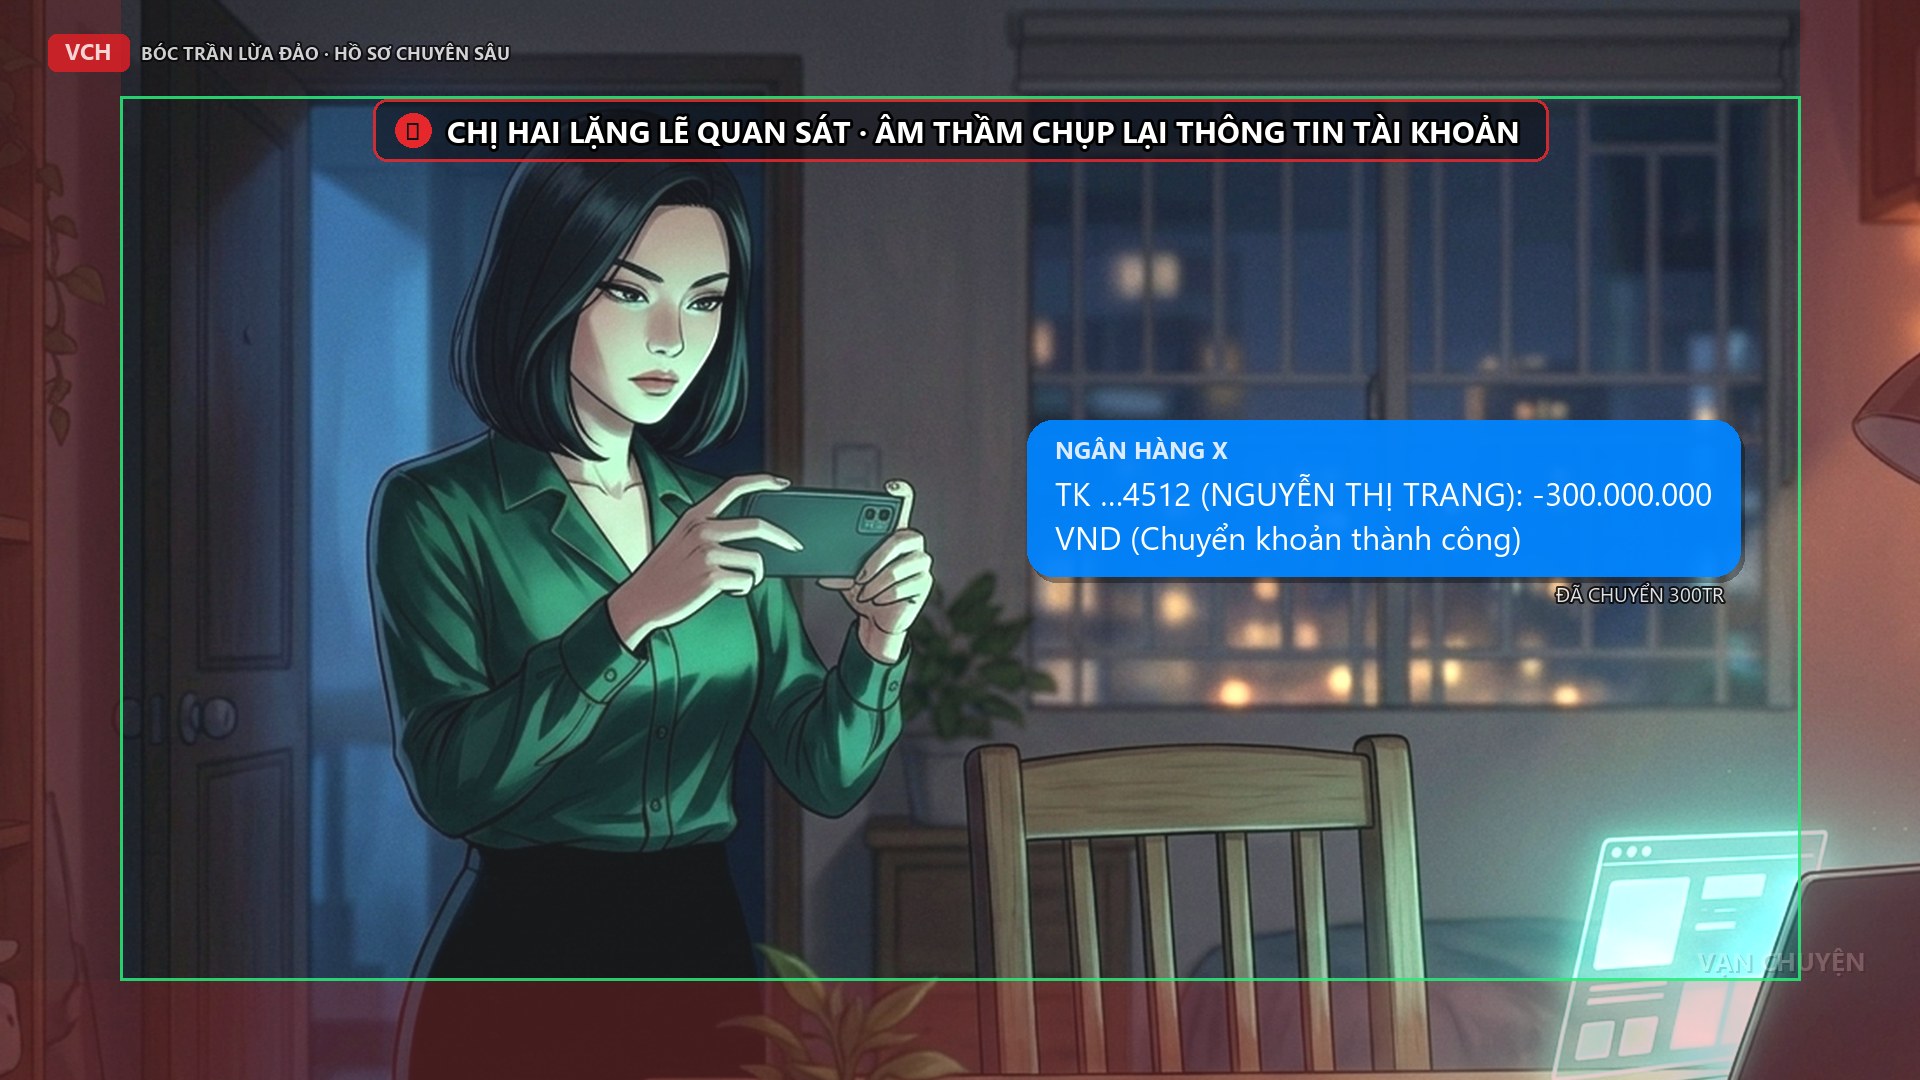 VCH
BÓC TRẦN LỪA ĐẢO · HỒ SƠ CHUYÊN SÂU
CHỊ HAI LẶNG LẼ QUAN SÁT · ÂM THẦM CHỤP LẠI THÔNG TIN TÀI KHOẢN
NGÂN HÀNG X
TK ...4512 (NGUYỄN THỊ TRANG): -300.000.000
VND (Chuyển khoản thành công)
ĐÃ CHUYỂN 300TR
VẠN CHUYỆN